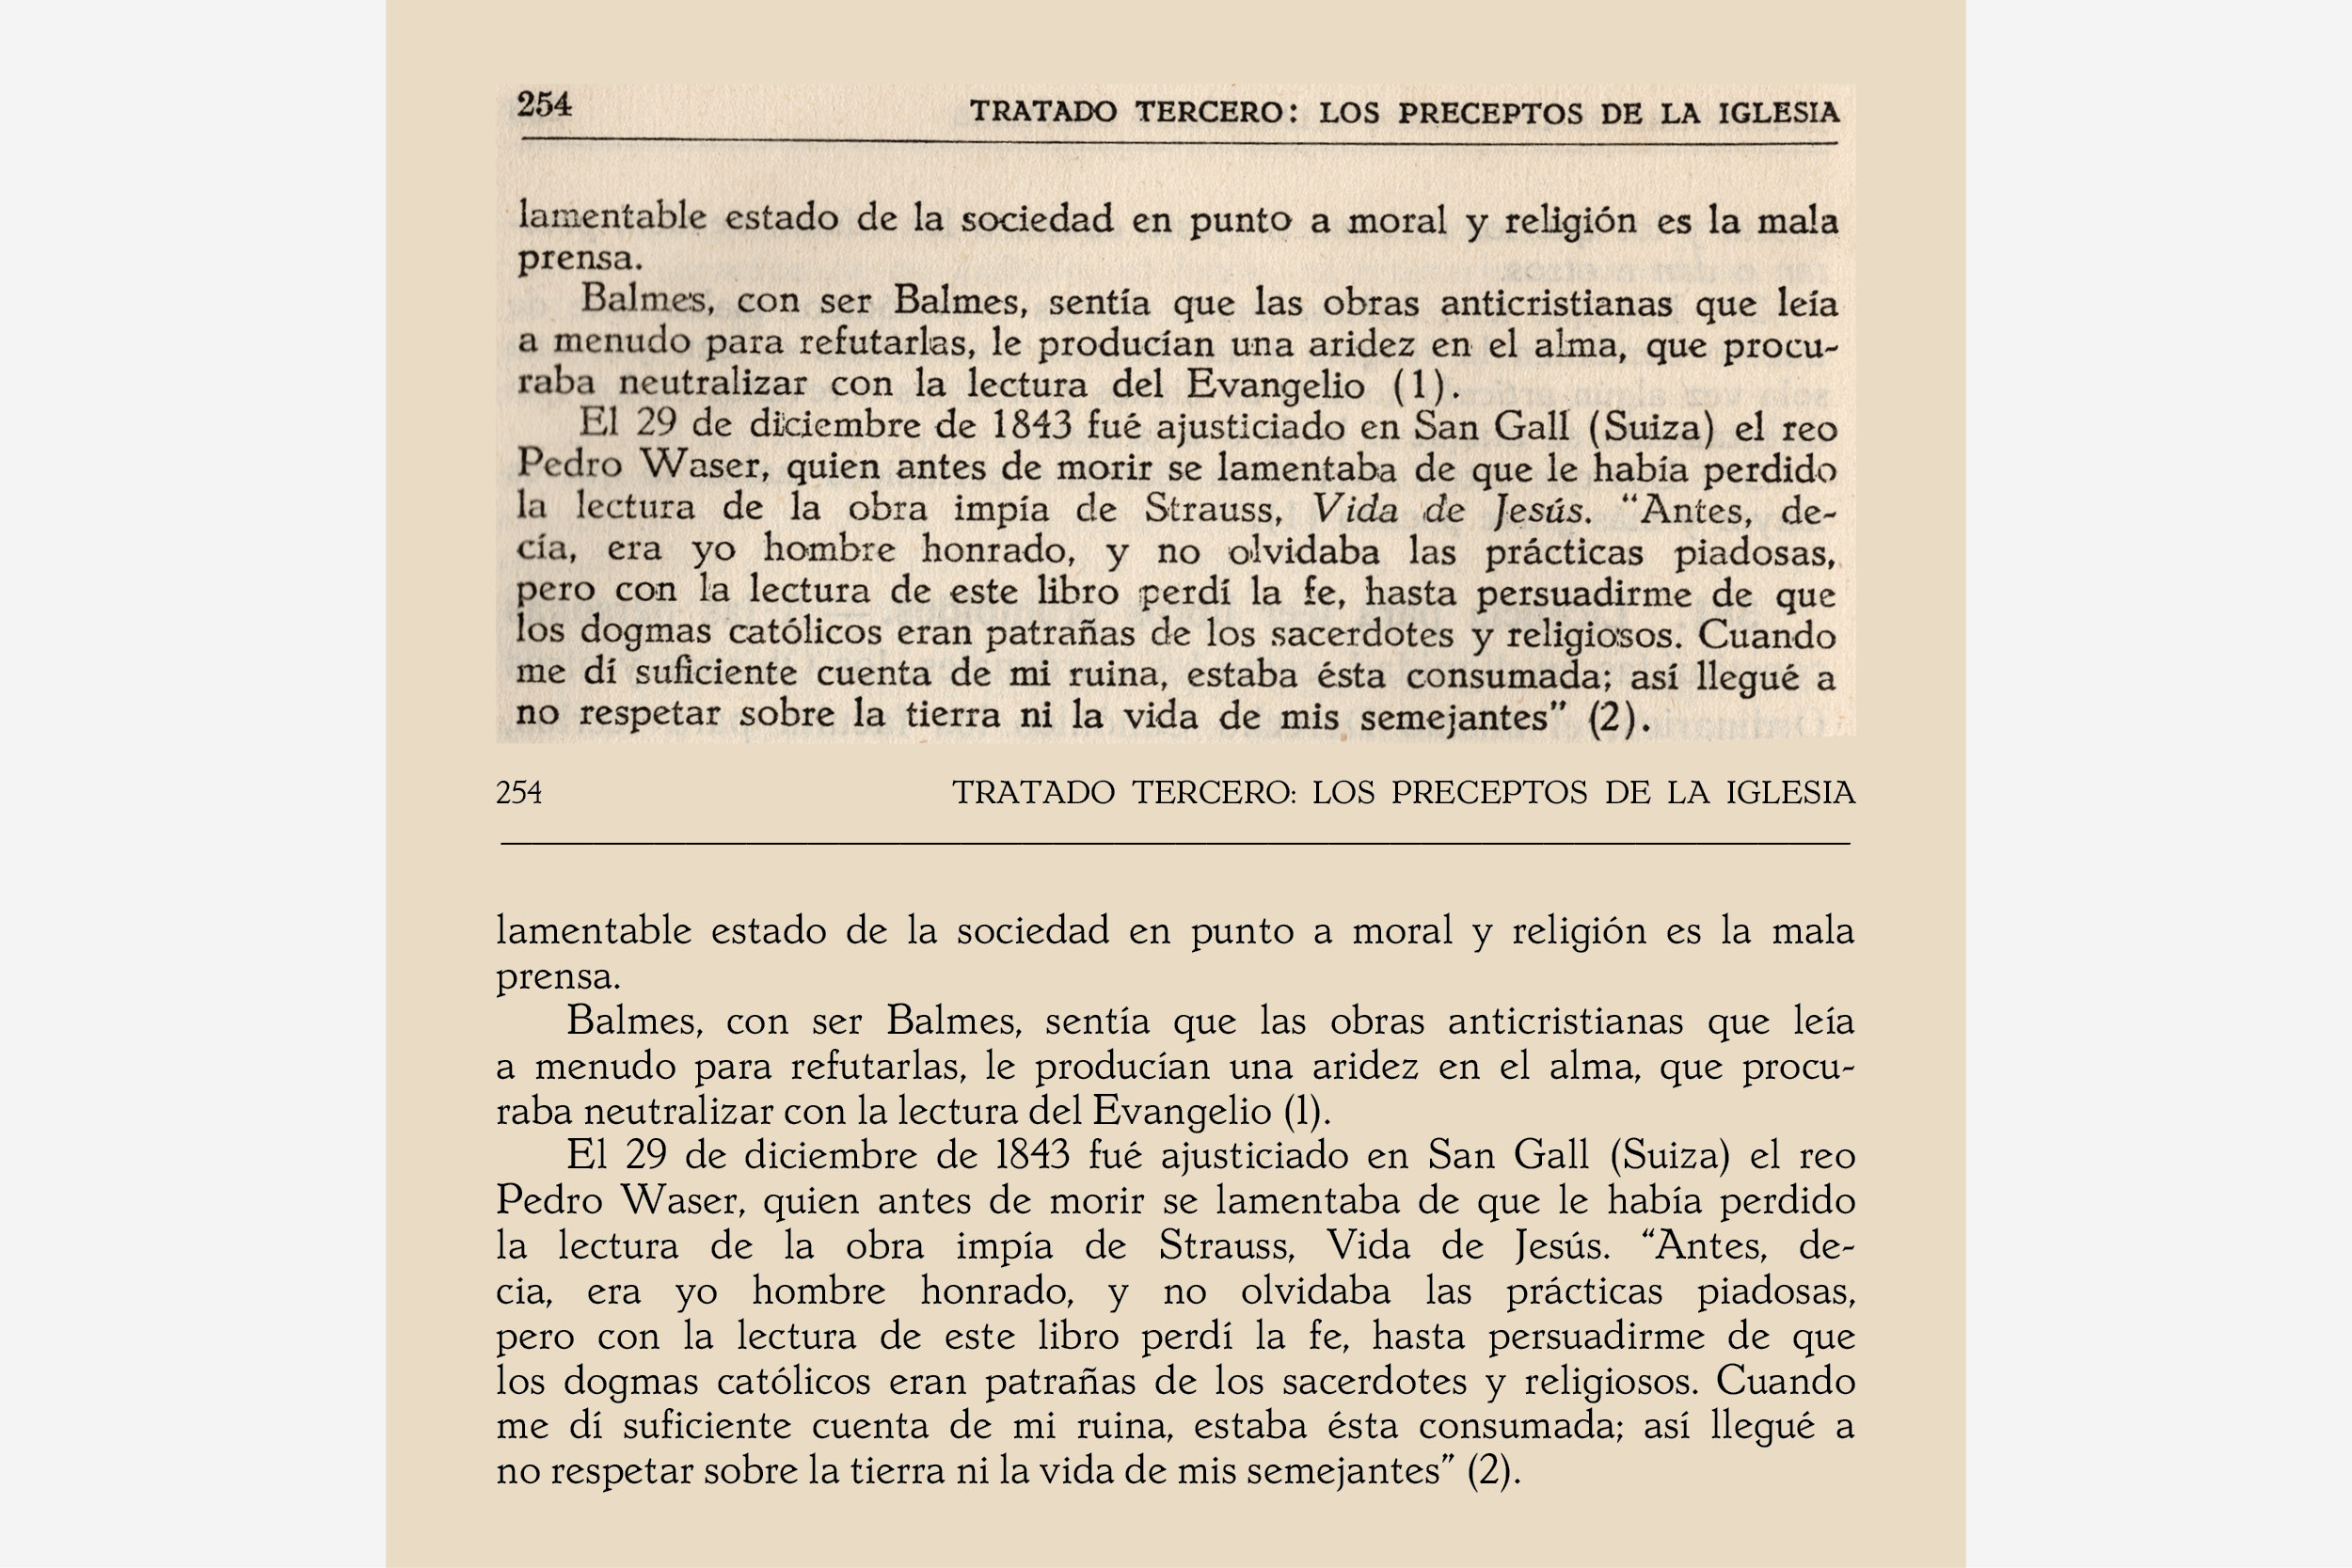 254 TRATADO TERCERO: LOS PRECEPTOS DE LA IGLESIA
lamentable estado de la sociedad en punto a moral y religión es la mala
prensa.
Balmes, con ser Balmes, sentía que las obras anticristianas que leía
a menudo para refutarlas, le producían una aridez en el alma, que procu-
raba neutralizar con la lectura del Evangelio (1).
El 29 de diciembre de 1843 fué ajusticiado en San Gall (Suiza) el reo
Pedro Waser, quien antes de morir se lamentaba de que le había perdido
la lectura de la obra impía de Strauss, Vida de Jesús. “Antes, de-
cía, era yo hombre honrado, y no olvidaba las prácticas piadosas,
pero con la lectura de este libro perdí la fe, hasta persuadirme de que
los dogmas católicos eran patrañas de los sacerdotes y religiosos. Cuando
me dí suficiente cuenta de mi ruina, estaba ésta consumada; así llegué a
no respetar sobre la tierra ni la vida de mis semejantes” (2).
254 TRATADO TERCERO: LOS PRECEPTOS DE LA IGLESIA
lamentable estado de la sociedad en punto a moral y religión es la mala
prensa.
Balmes, con ser Balmes, sentía que las obras anticristianas que leía
a menudo para refutarlas, le producían una aridez en el alma, que procu-
raba neutralizar con la lectura del Evangelio (1).
El 29 de diciembre de 1843 fué ajusticiado en San Gall (Suiza) el reo
Pedro Waser, quien antes de morir se lamentaba de que le había perdido
la lectura de la obra impía de Strauss, Vida de Jesús. “Antes, de-
cia, era yo hombre honrado, y no olvidaba las prácticas piadosas,
pero con la lectura de este libro perdí la fe, hasta persuadirme de que
los dogmas católicos eran patrañas de los sacerdotes y religiosos. Cuando
me dí suficiente cuenta de mi ruina, estaba ésta consumada; así llegué a
no respetar sobre la tierra ni la vida de mis semejantes” (2).